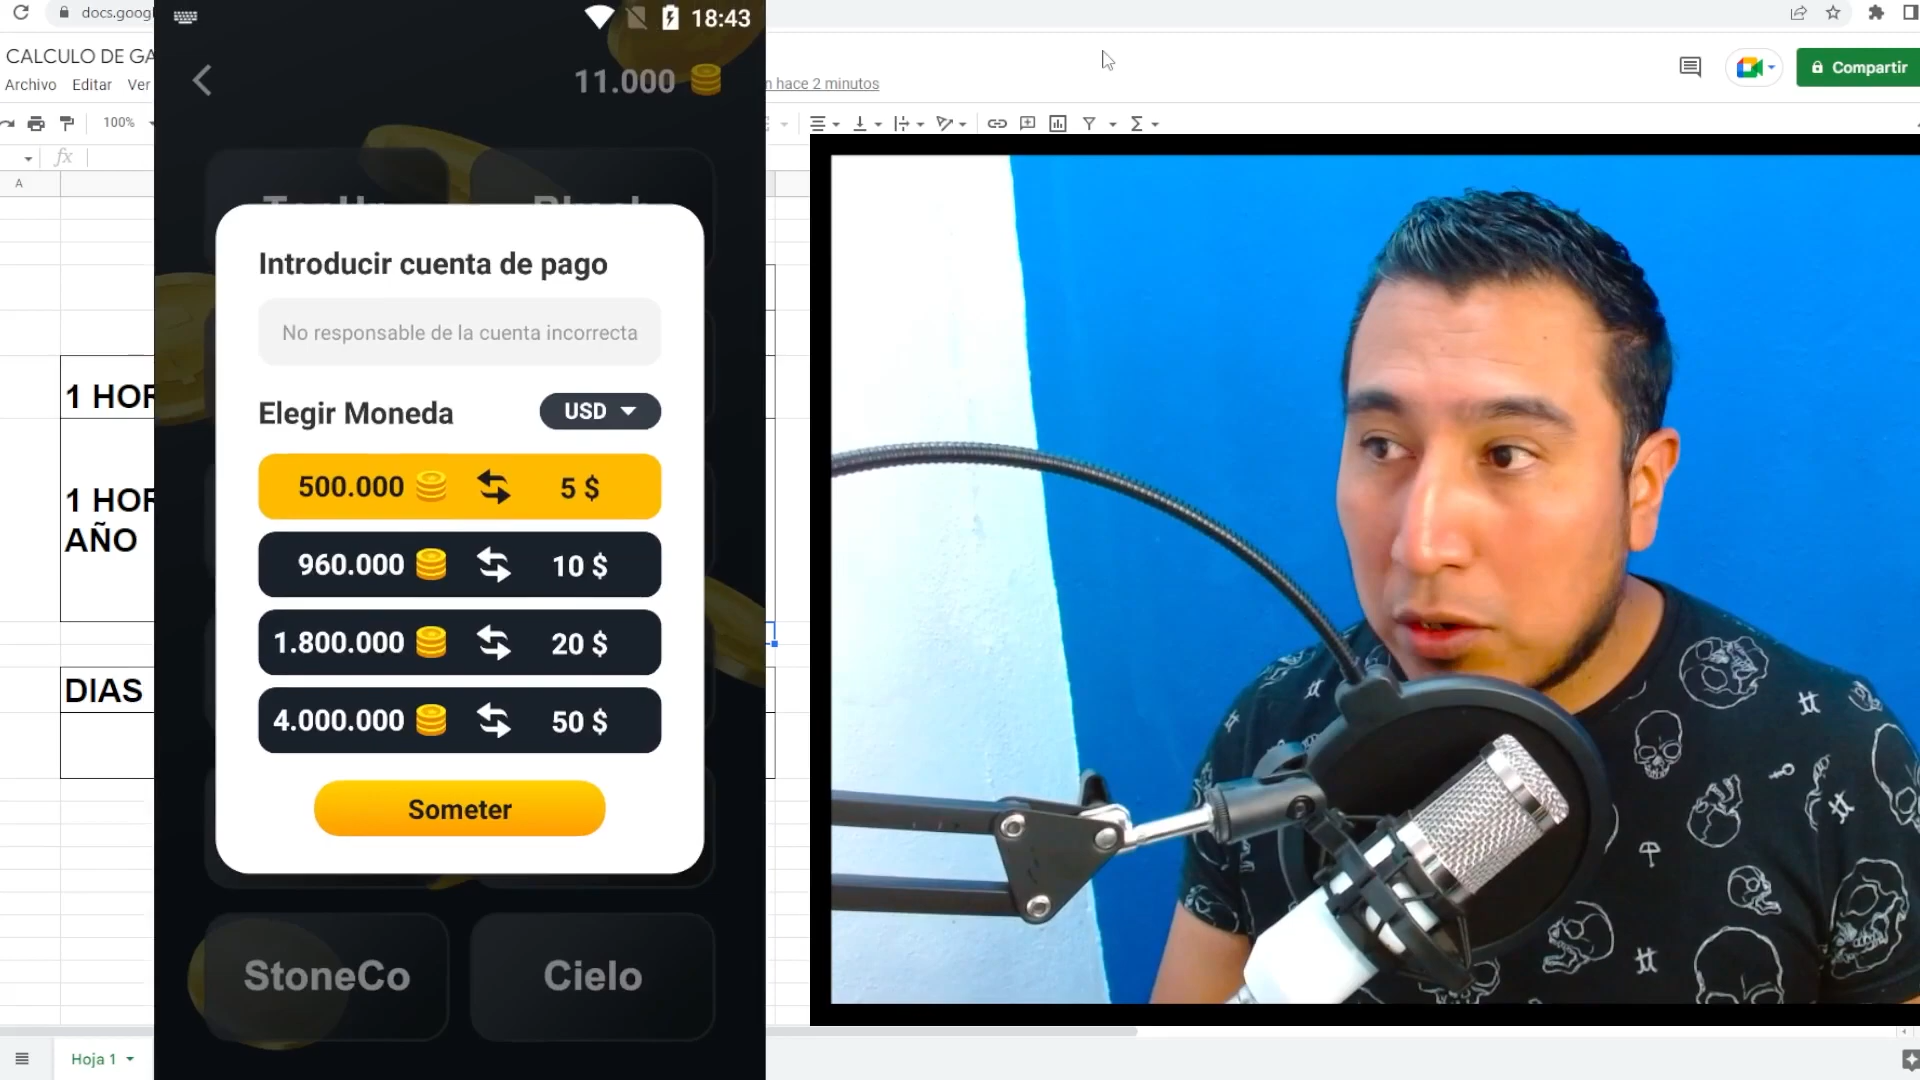 docs.goog
18:43
CALCULO DE GA
11.000
Archivo Editar Ver
n hace 2 minutos
Compartir
100%
fx
A
Introducir cuenta de pago
No responsable de la cuenta incorrecta
1 HOR
Elegir Moneda
USD
500.000 5 $
1 HOR
AÑO
960.000 10 $
1.800.000 20 $
DIAS
4.000.000 50 $
Someter
StoneCo
Cielo
Hoja 1